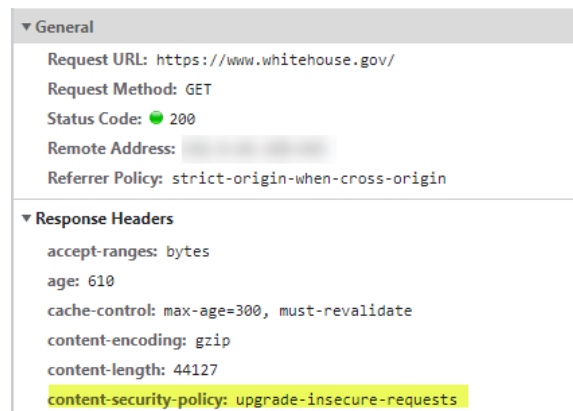 General
Request URL: https://www.whitehouse.gov/
Request Method: GET
Status Code: 200
Remote Address:
Referrer Policy: strict-origin-when-cross-origin
Response Headers
accept-ranges: bytes
age: 610
cache-control: max-age=300, must-revalidate
content-encoding: gzip
content-length: 44127
content-security-policy: upgrade-insecure-requests